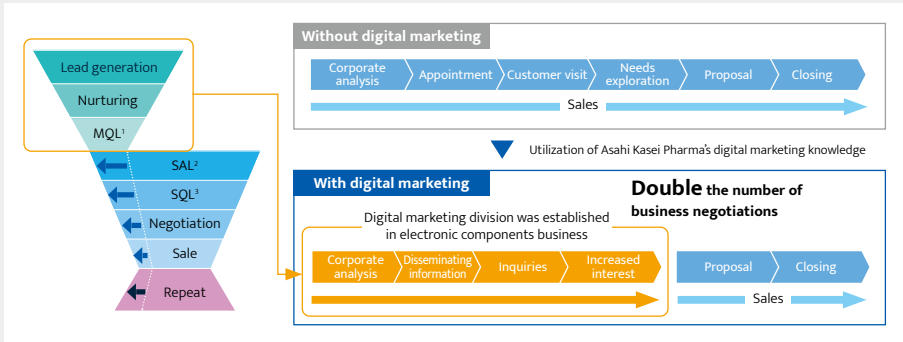 Lead generation
Nurturing
MQL¹
SAL²
SQL³
Negotiation
Sale
Repeat
Without digital marketing
Corporate
analysis
Appointment
Customer visit
Needs
exploration
Proposal
Closing
Sales
Utilization of Asahi Kasei Pharma's digital marketing knowledge
With digital marketing
Double the number of
business negotiations
Digital marketing division was established
in electronic components business
Corporate
analysis
Disseminating
information
Inquiries
Increased
interest
Proposal
Closing
Sales